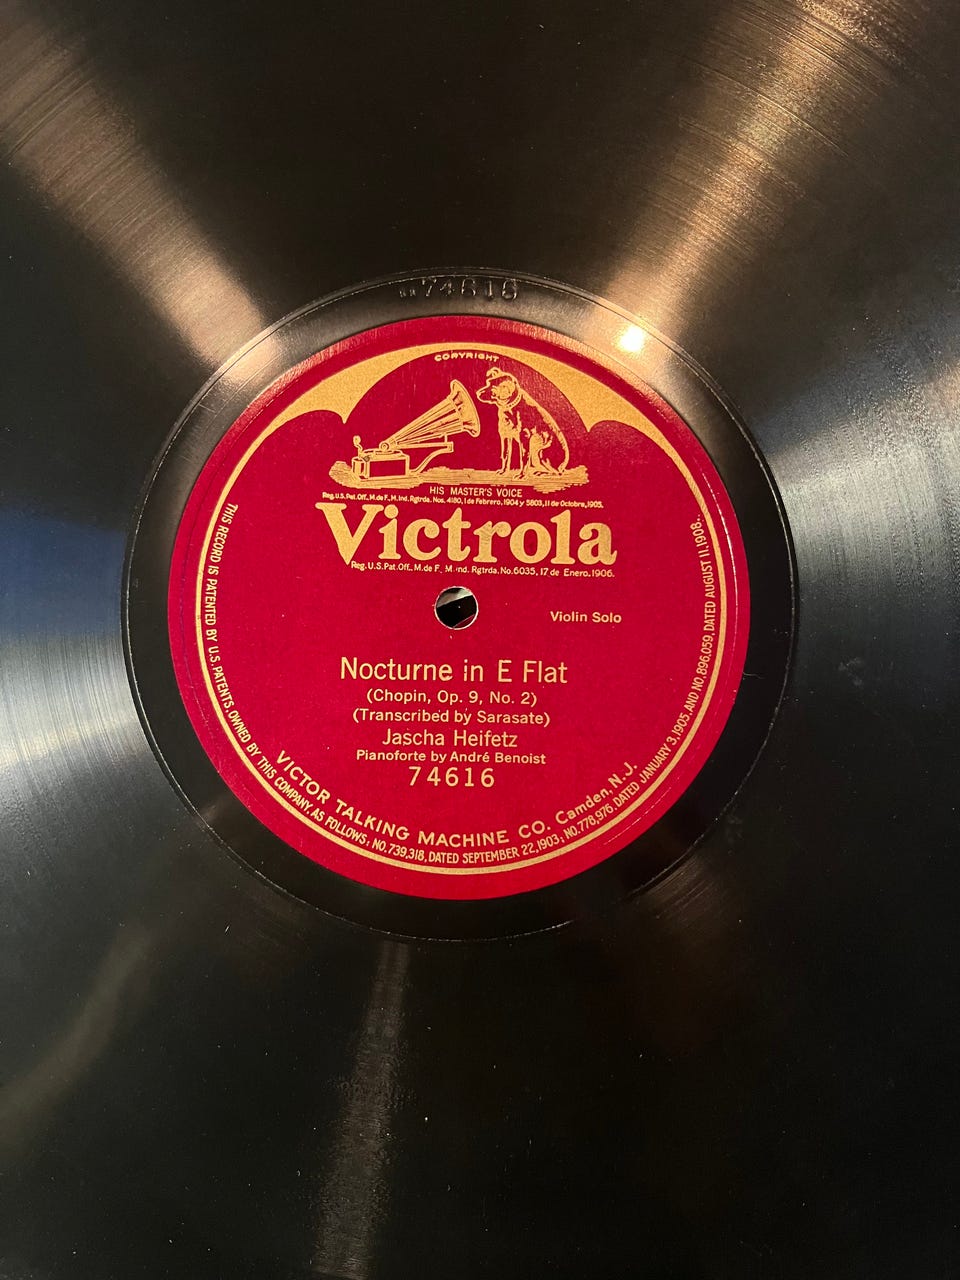 74616
COPYRIGHT
HIS MASTER'S VOICE
Reg. U.S. Pat. Off. M. de F. M. Ind. Rgtrda. Nos. 4180, 1 de Febrero, 1904 y 5803, 11 de Octobre, 1905.
Victrola
Reg. U.S. Pat. Off. M. de F. M. Ind. Rgtrda. No. 6035, 17 de Enero. 1906.
Violin Solo
Nocturne in E Flat
(Chopin, Op. 9, No. 2)
(Transcribed by Sarasate)
Jascha Heifetz
Pianoforte by André Benoist
74616
VICTOR TALKING MACHINE CO. Camden, N.J.
THIS RECORD IS PATENTED BY U.S. PATENTS, OWNED BY THIS COMPANY, AS FOLLOWS; NO. 739,318, DATED SEPTEMBER 22, 1903; NO. 778,976, DATED JANUARY 3, 1905, AND NO. 896,059, DATED AUGUST 11, 1908.